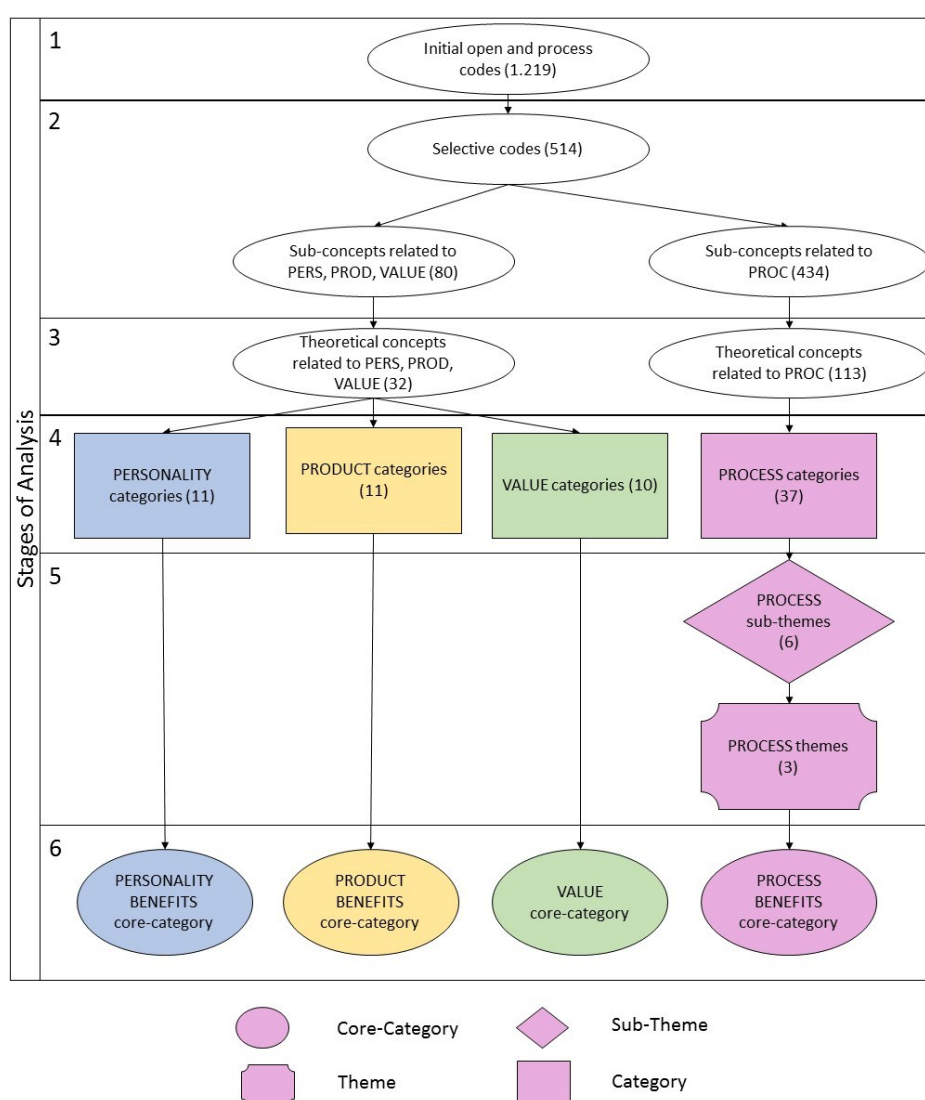 Stages of Analysis
1
Initial open and process
codes (1.219)
2
Selective codes (514)
Sub-concepts related to
PERS, PROD, VALUE (80)
Sub-concepts related to
PROC (434)
3
Theoretical concepts
related to PERS, PROD,
VALUE (32)
Theoretical concepts
related to PROC (113)
4
PERSONALITY
categories (11)
PRODUCT categories
(11)
VALUE categories (10)
PROCESS categories
(37)
5
PROCESS
sub-themes
(6)
PROCESS themes
(3)
6
PERSONALITY
BENEFITS
core-category
PRODUCT
BENEFITS
core-category
VALUE
core-category
PROCESS
BENEFITS
core-category
Core-Category
Sub-Theme
Theme
Category